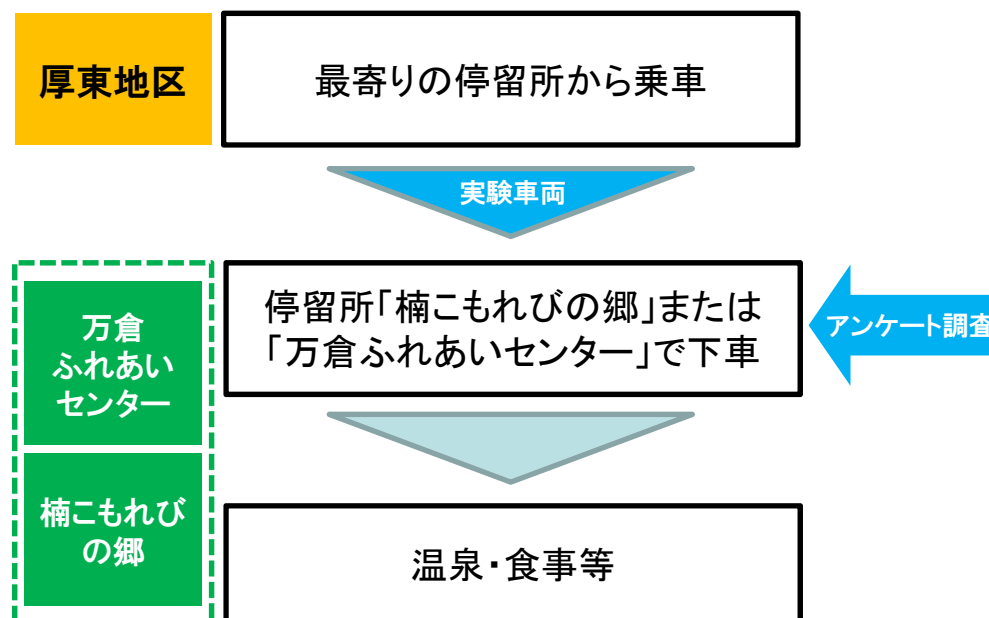 厚東地区
最寄りの停留所から乗車
実験車両
万倉
ふれあい
センター
停留所「楠こもれびの郷」または
「万倉ふれあいセンター」で下車
アンケート調査
楠こもれび
の郷
温泉・食事等